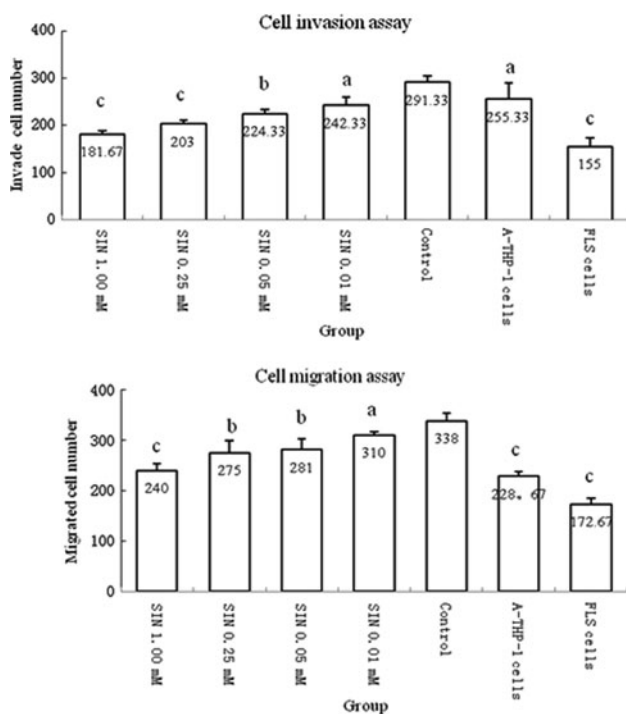 Cell invasion assay
400
300
200
100
0
Invade cell number
c
c
b
a
a
c
181.67
203
224.33
242.33
291.33
255.33
155
SIN 1.00 mM
SIN 0.25 mM
SIN 0.05 mM
SIN 0.01 mM
Control
A-THP-1 cells
FLS cells
Group
Cell migration assay
400
300
200
100
0
Migrated cell number
c
b
b
a
c
c
240
275
281
310
338
228。67
172.67
SIN 1.00 mM
SIN 0.25 mM
SIN 0.05 mM
SIN 0.01 mM
Control
A-THP-1 cells
FLS cells
Group